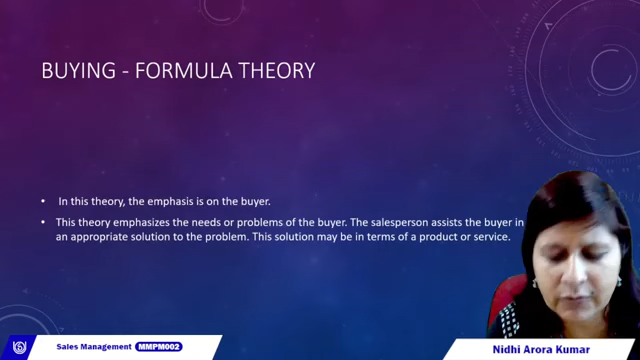 BUYING - FORMULA THEORY
• In this theory, the emphasis is on the buyer.
• This theory emphasizes the needs or problems of the buyer. The salesperson assists the buyer in
an appropriate solution to the problem. This solution may be in terms of a product or service.
Sales Management MMPM002
Nidhi Arora Kumar